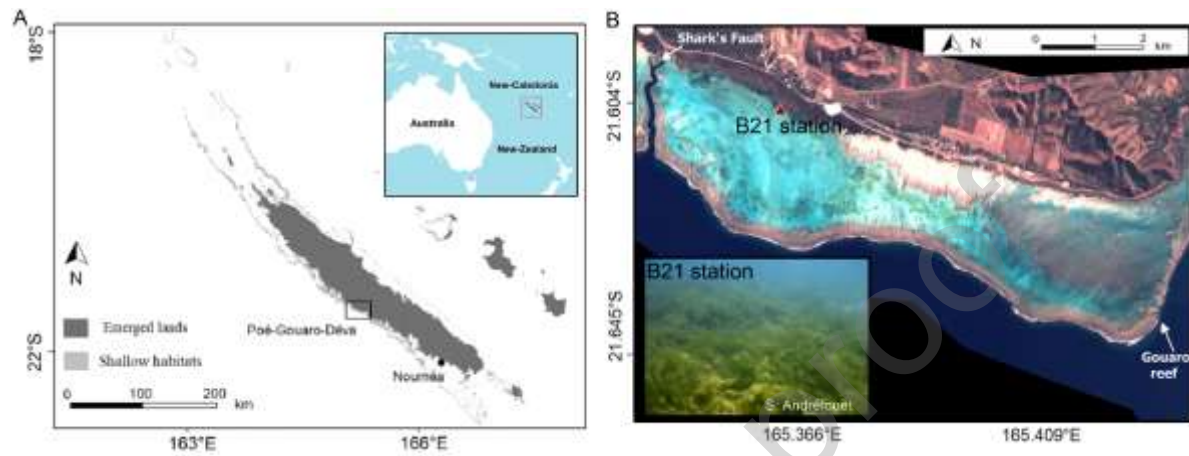 A
18°S
22°S
N
New-Caledonia
Australia
New-Zealand
Poé-Gouaro-Déva
Nouméa
Emerged lands
Shallow habitats
0 100 200
km
163°E
166°E
B
Shark's Fault
N
0 1 2
km
21.604°S
B21 station
21.645°S
B21 station
S. Andréfouët
Gouaro
reef
165.366°E
165.409°E
proof